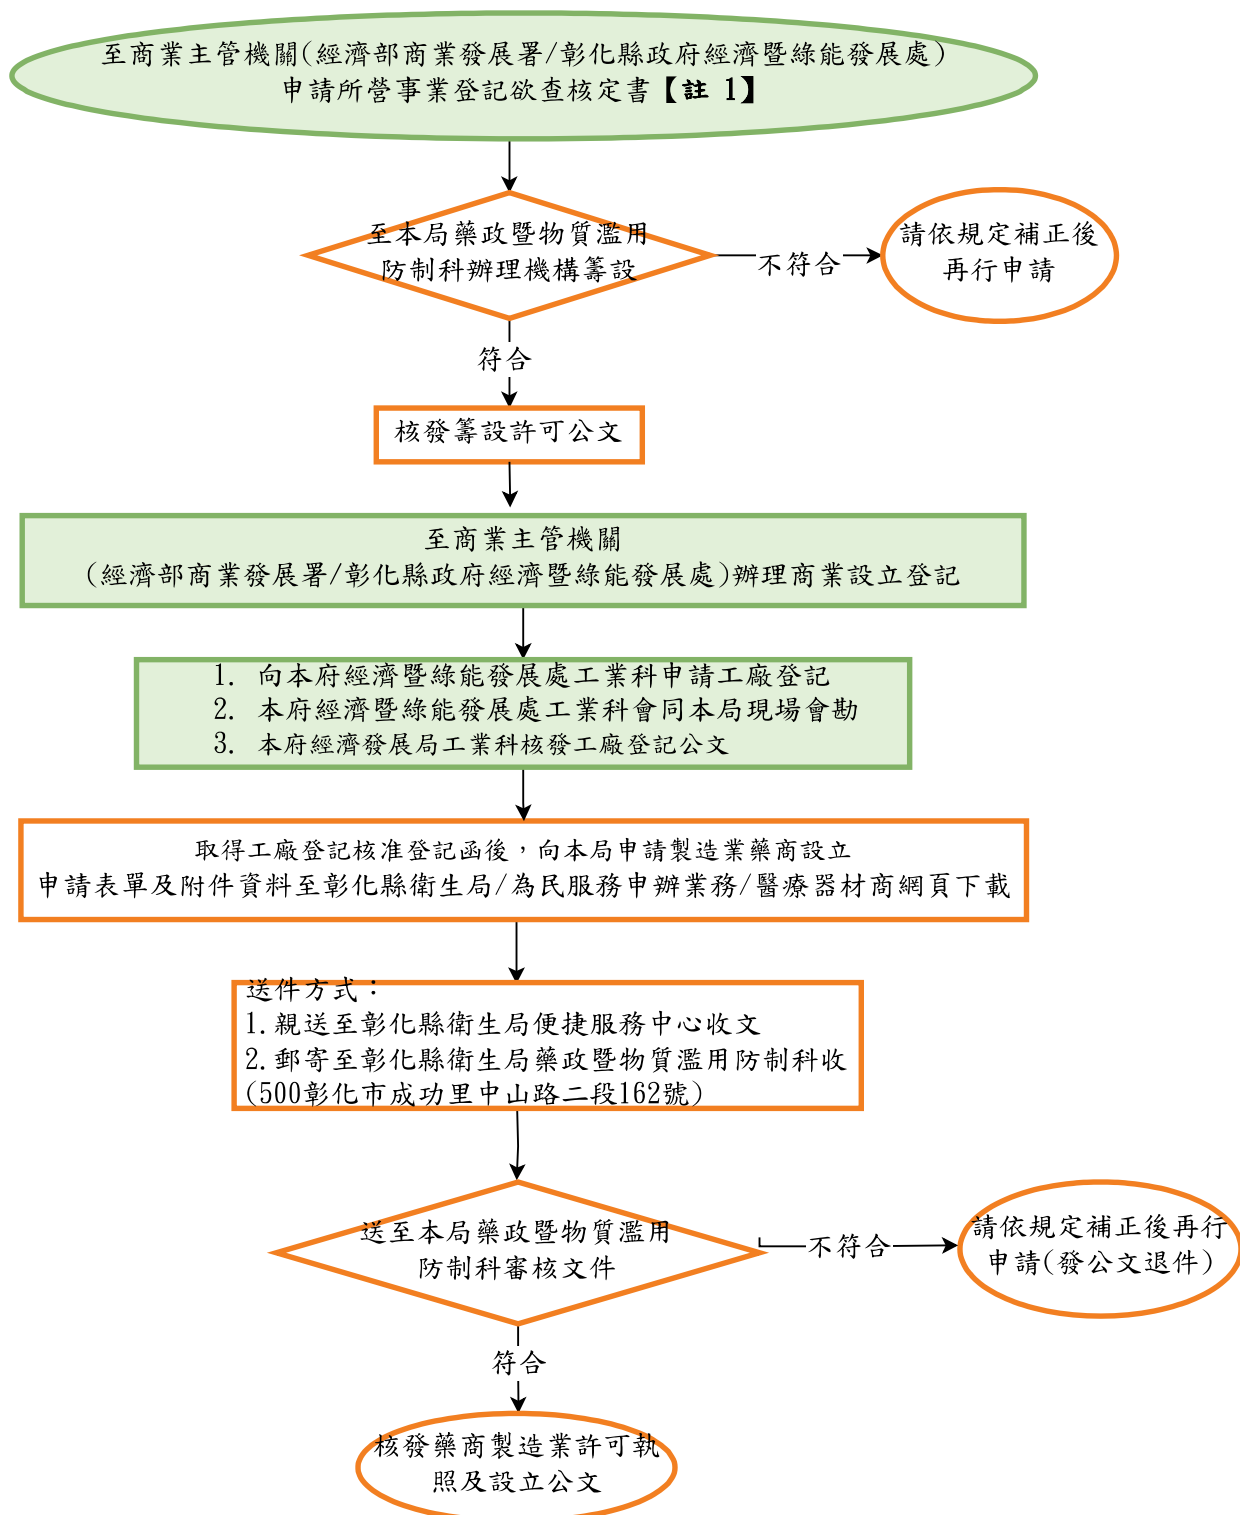 至商業主管機關(經濟部商業發展署/彰化縣政府經濟暨綠能發展處)
申請所營事業登記欲查核定書【註 1】
至本局藥政暨物質濫用
防制科辦理機構籌設
不符合
請依規定補正後
再行申請
符合
核發籌設許可公文
至商業主管機關
(經濟部商業發展署/彰化縣政府經濟暨綠能發展處)辦理商業設立登記
1. 向本府經濟暨綠能發展處工業科申請工廠登記
2. 本府經濟暨綠能發展處工業科會同本局現場會勘
3. 本府經濟發展局工業科核發工廠登記公文
取得工廠登記核准登記函後，向本局申請製造業藥商設立
申請表單及附件資料至彰化縣衛生局/為民服務申辦業務/醫療器材商網頁下載
送件方式：
1.親送至彰化縣衛生局便捷服務中心收文
2.郵寄至彰化縣衛生局藥政暨物質濫用防制科收
(500彰化市成功里中山路二段162號)
送至本局藥政暨物質濫用
防制科審核文件
不符合
請依規定補正後再行
申請(發公文退件)
符合
核發藥商製造業許可執
照及設立公文